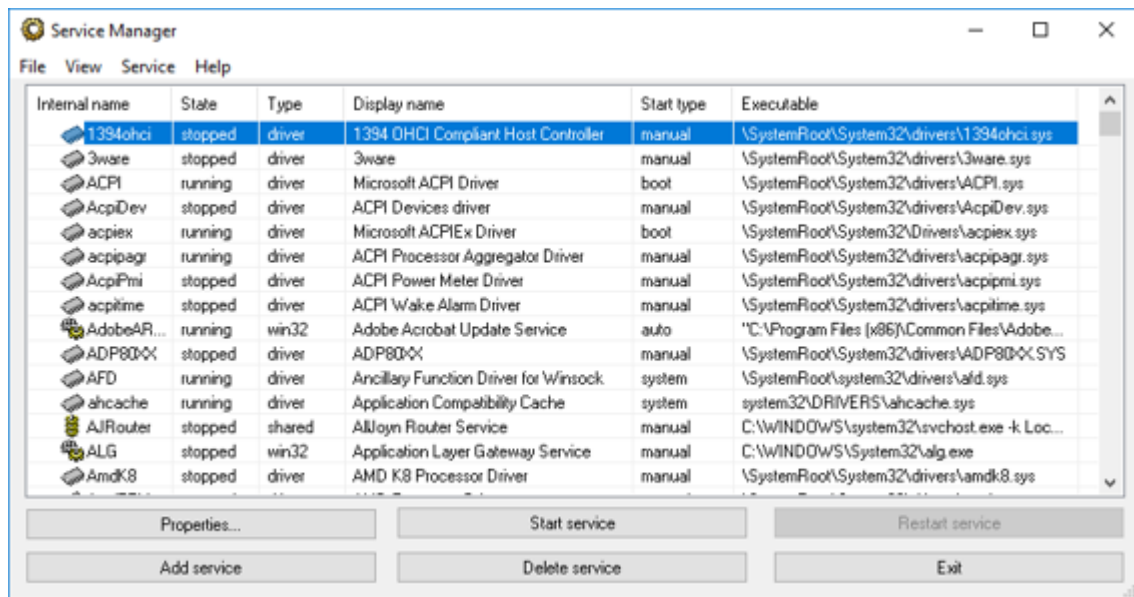 Service Manager
File View Service Help
Internal name State Type Display name Start type Executable
1394ohci stopped driver 1394 OHCI Compliant Host Controller manual \SystemRoot\System32\drivers\1394ohci.sys
3ware stopped driver 3ware manual \SystemRoot\System32\drivers\3ware.sys
ACPI running driver Microsoft ACPI Driver boot \SystemRoot\System32\drivers\ACPI.sys
AcpiDev stopped driver ACPI Devices driver manual \SystemRoot\System32\drivers\AcpiDev.sys
acpiex running driver Microsoft ACPIEx Driver boot \SystemRoot\System32\Drivers\acpiex.sys
acpipagr running driver ACPI Processor Aggregator Driver manual \SystemRoot\System32\drivers\acpipagr.sys
AcpiPmi stopped driver ACPI Power Meter Driver manual \SystemRoot\System32\drivers\acpipmi.sys
acpitime stopped driver ACPI Wake Alarm Driver manual \SystemRoot\System32\drivers\acpitime.sys
AdobeAR... running win32 Adobe Acrobat Update Service auto "C:\Program Files (x86)\Common Files\Adobe...
ADP80XX stopped driver ADP80XX manual \SystemRoot\System32\drivers\ADP80XX.SYS
AFD running driver Ancillary Function Driver for Winsock system \SystemRoot\system32\drivers\afd.sys
ahcache running driver Application Compatibility Cache system system32\DRIVERS\ahcache.sys
AJRouter stopped shared AllJoyn Router Service manual C:\WINDOWS\system32\svchost.exe -k Loc...
ALG stopped win32 Application Layer Gateway Service manual C:\WINDOWS\System32\alg.exe
AmdK8 stopped driver AMD K8 Processor Driver manual \SystemRoot\System32\drivers\amdk8.sys
Properties... Start service Restart service
Add service Delete service Exit